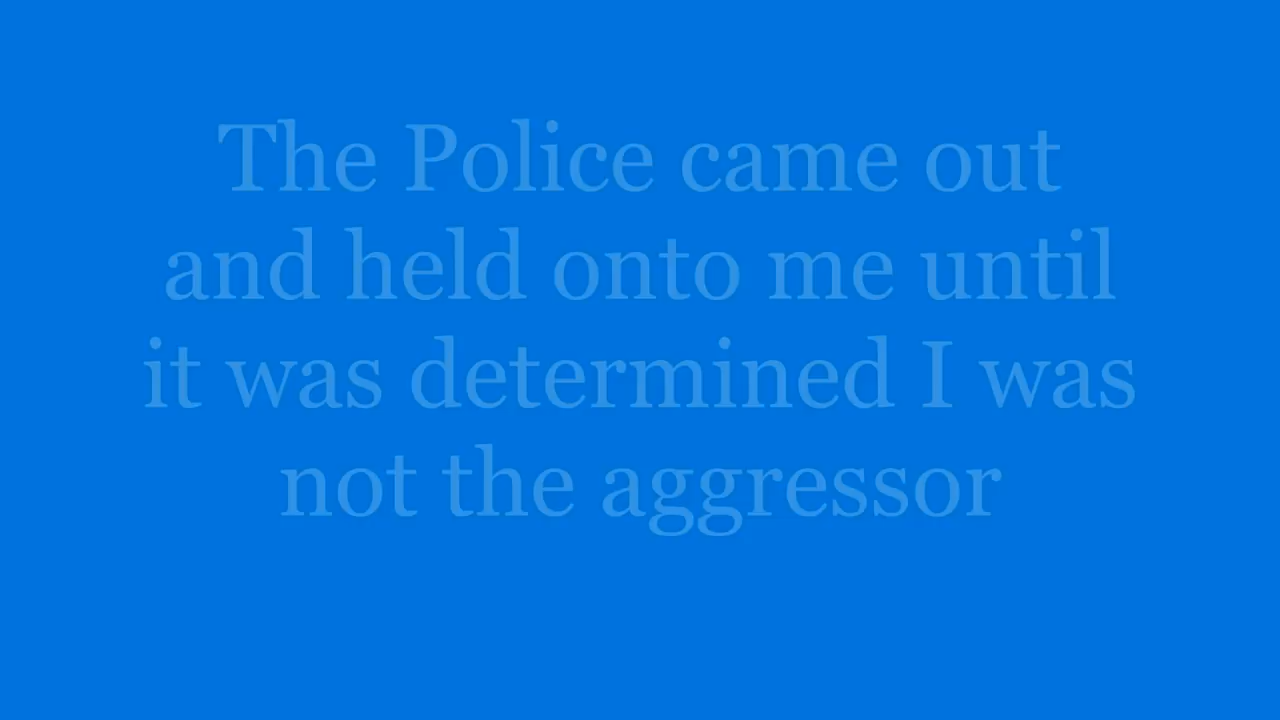 The Police came out
and held onto me until
it was determined I was
not the aggressor